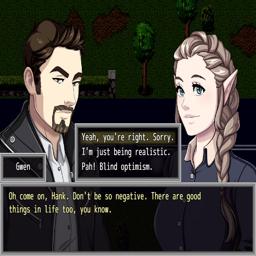 Yeah, you're right. Sorry.
I'm just being realistic.
Pah! Blind optimism.
Gwen
Oh come on, Hank. Don't be so negative. There are good
things in life too, you know.